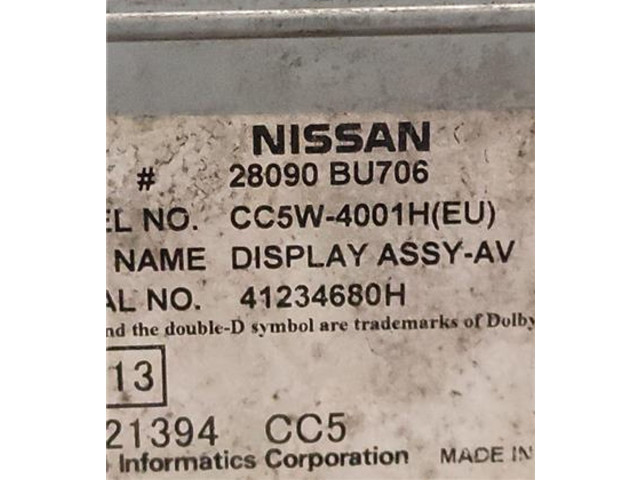 NISSAN
# 28090 BU706
EL NO. CC5W-4001H(EU)
NAME DISPLAY ASSY-AV
AL NO. 41234680H
nd the double-D symbol are trademarks of Dolby
13
21394 CC5
Informatics Corporation MADE IN